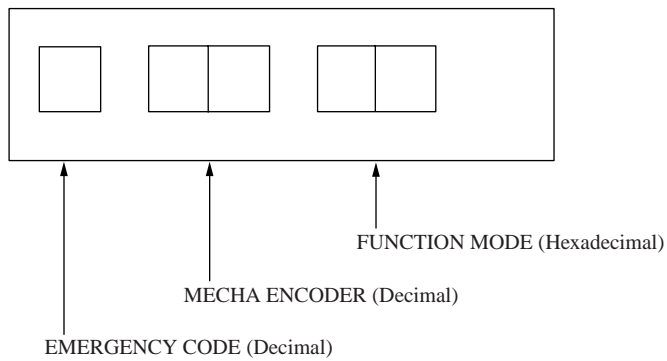 FUNCTION MODE (Hexadecimal)
MECHA ENCODER (Decimal)
EMERGENCY CODE (Decimal)